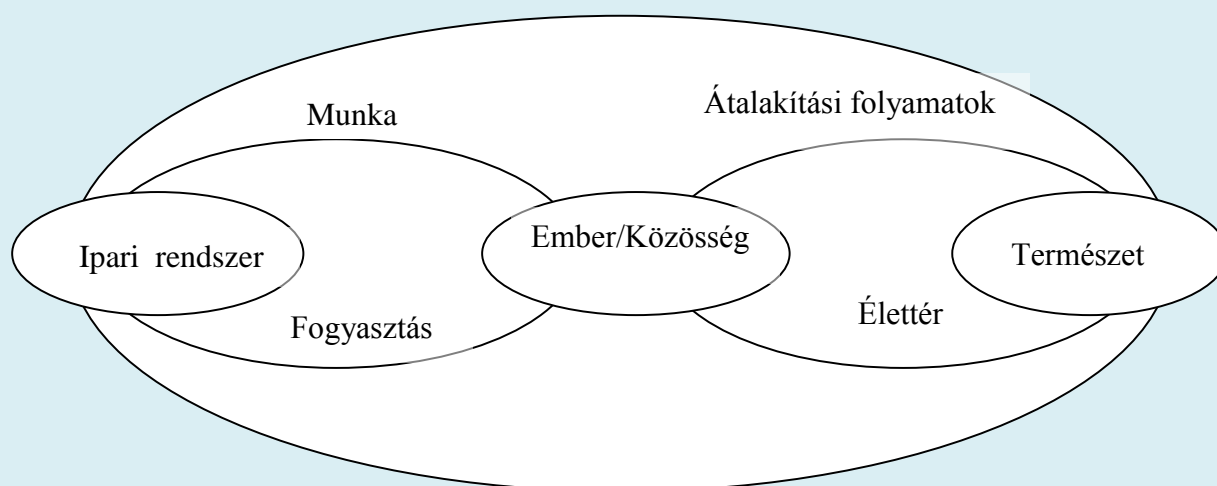 Munka
Átalakítási folyamatok
Ipari rendszer
Ember/Közösség
Természet
Fogyasztás
Élettér